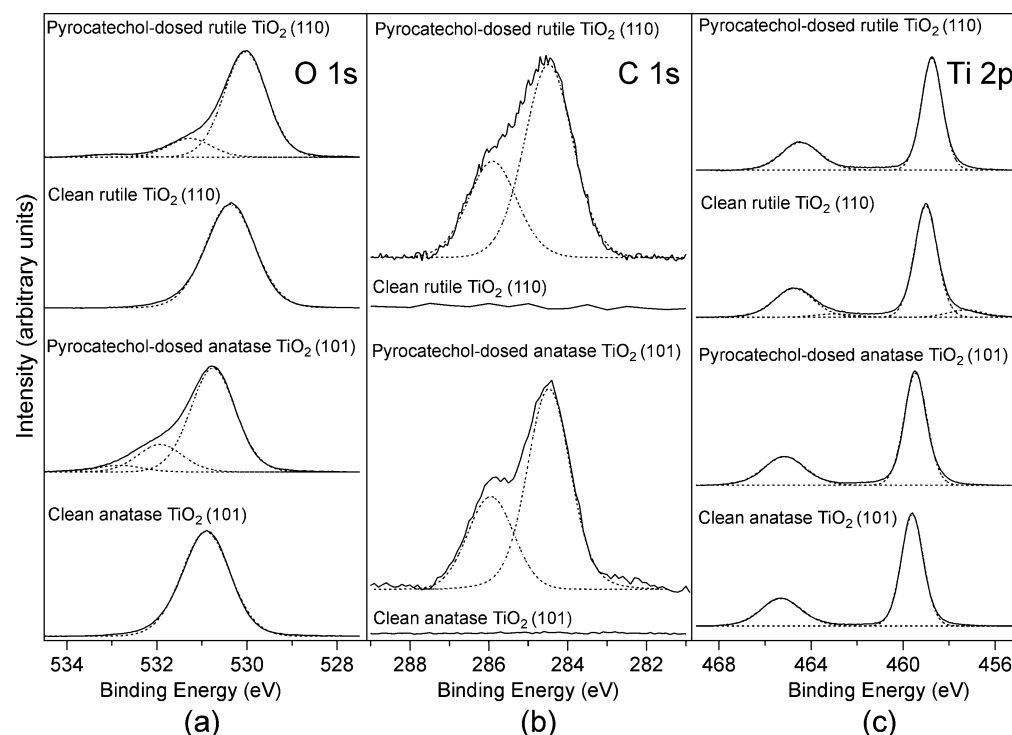 Intensity (arbitrary units)
Pyrocatechol-dosed rutile TiO2 (110)
O 1s
Clean rutile TiO2 (110)
Pyrocatechol-dosed anatase TiO2 (101)
Clean anatase TiO2 (101)
534 532 530 528
Binding Energy (eV)
(a)
Pyrocatechol-dosed rutile TiO2 (110)
C 1s
Clean rutile TiO2 (110)
Pyrocatechol-dosed anatase TiO2 (101)
Clean anatase TiO2 (101)
288 286 284 282
Binding Energy (eV)
(b)
Pyrocatechol-dosed rutile TiO2 (110)
Ti 2p
Clean rutile TiO2 (110)
Pyrocatechol-dosed anatase TiO2 (101)
Clean anatase TiO2 (101)
468 464 460 456
Binding Energy (eV)
(c)